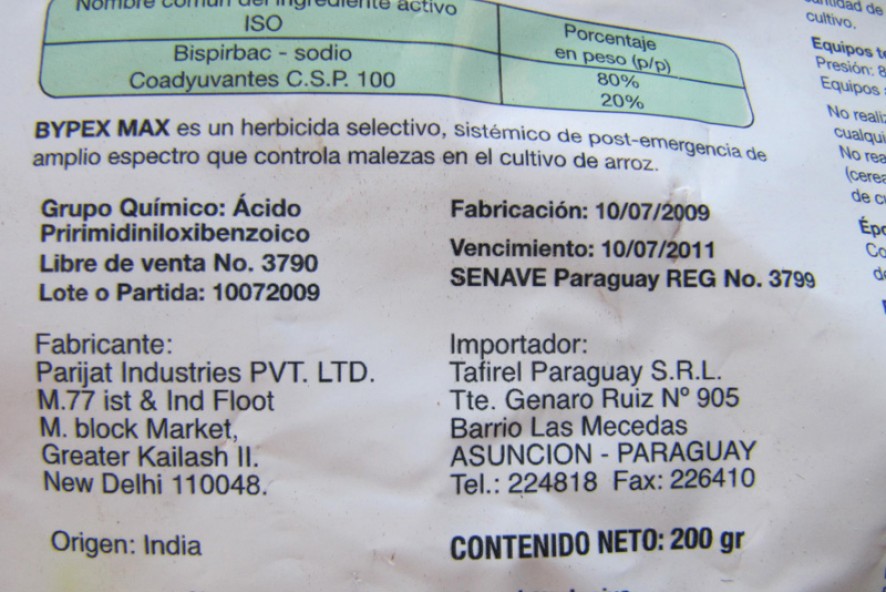 Nombre común del ingrediente activo
ISO
Porcentaje
en peso (p/p)
Bispirbac - sodio
80%
Coadyuvantes C.S.P. 100
20%
BYPEX MAX es un herbicida selectivo, sistémico de post-emergencia de
amplio espectro que controla malezas en el cultivo de arroz.
Grupo Químico: Ácido
Pririmidiniloxibenzoico
Libre de venta No. 3790
Lote o Partida: 10072009
Fabricación: 10/07/2009
Vencimiento: 10/07/2011
SENAVE Paraguay REG No. 3799
Fabricante:
Parijat Industries PVT. LTD.
M.77 ist & Ind Floot
M. block Market,
Greater Kailash II.
New Delhi 110048.
Origen: India
Importador:
Tafirel Paraguay S.R.L.
Tte. Genaro Ruiz Nº 905
Barrio Las Mecedas
ASUNCION - PARAGUAY
Tel.: 224818 Fax: 226410
CONTENIDO NETO: 200 gr
cultivo.
Equipos
Presión:
Equipos
No
No
de